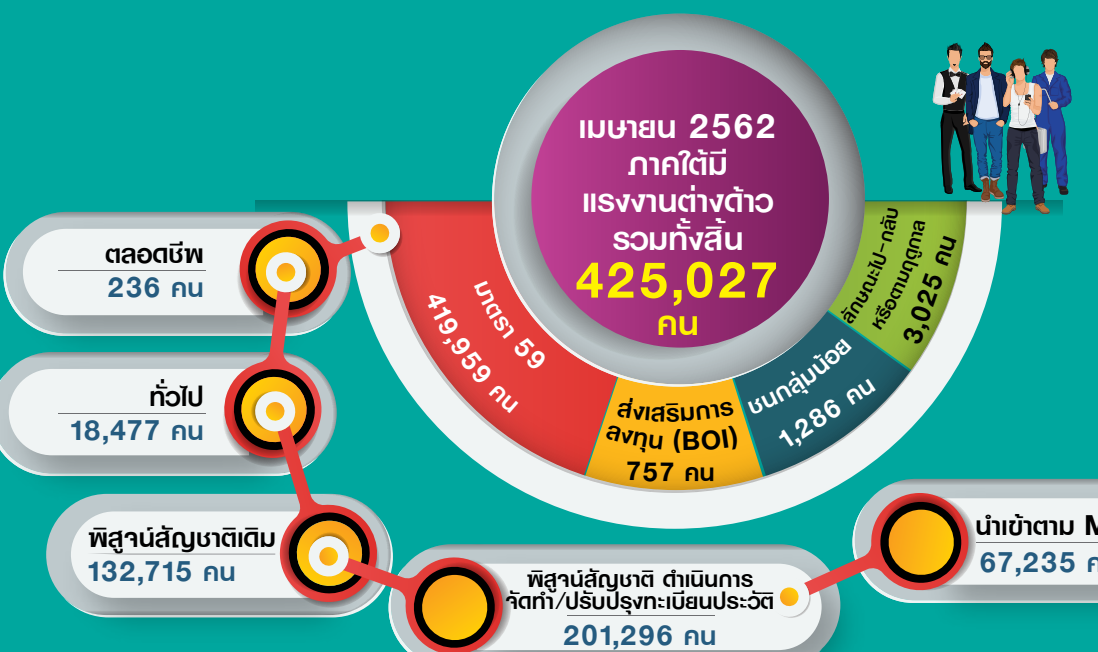 เมษายน 2562
ภาคใต้มี
แรงงานต่างด้าว
รวมทั้งสิ้น
425,027
คน
มาตรา 59
419,959 คน
ส่งเสริมการ
ลงทุน (BOI)
757 คน
ชนกลุ่มน้อย
1,286 คน
ลักษณะไป-กลับ
หรือตามฤดูกาล
3,025 คน
ตลอดชีพ
236 คน
ทั่วไป
18,477 คน
พิสูจน์สัญชาติเดิม
132,715 คน
พิสูจน์สัญชาติ ดำเนินการ
จัดทำ/ปรับปรุงทะเบียนประวัติ
201,296 คน
นำเข้าตาม M
67,235 ค